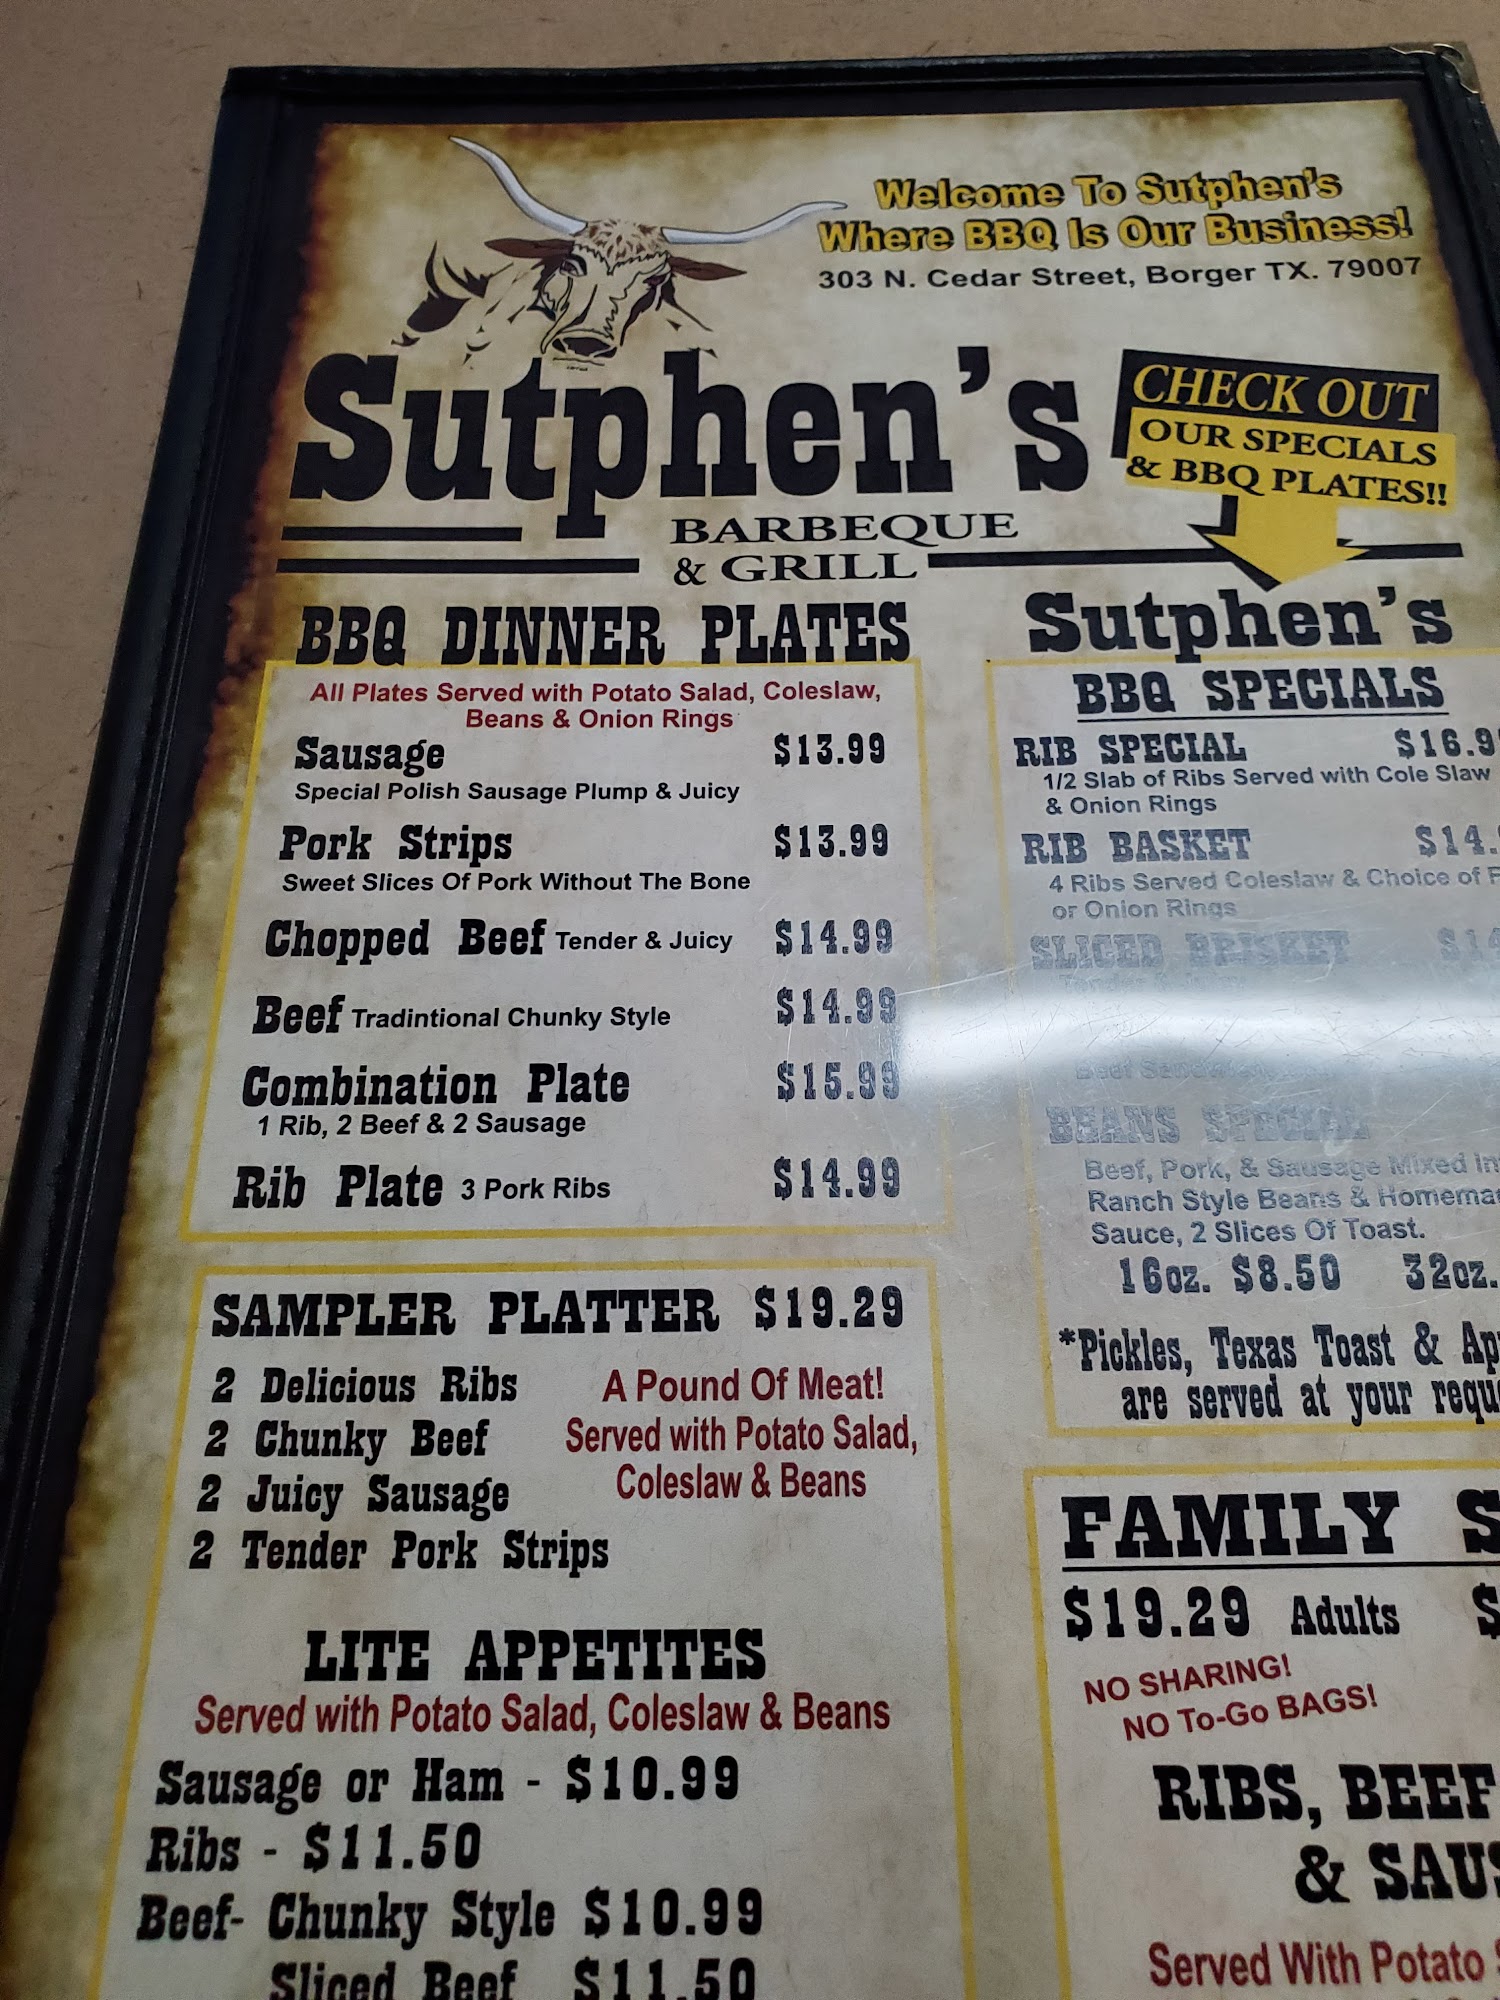 Welcome To Sutphen's
Where BBQ Is Our Business!
303 N. Cedar Street, Borger TX. 79007
Sutphen's
BARBEQUE
& GRILL
CHECK OUT
OUR SPECIALS
& BBQ PLATES!!
BBQ DINNER PLATES
All Plates Served with Potato Salad, Coleslaw,
Beans & Onion Rings
Sausage $13.99
Special Polish Sausage Plump & Juicy
Pork Strips $13.99
Sweet Slices Of Pork Without The Bone
Chopped Beef Tender & Juicy $14.99
Beef Tradintional Chunky Style $14.99
Combination Plate $15.99
1 Rib, 2 Beef & 2 Sausage
Rib Plate 3 Pork Ribs $14.99
SAMPLER PLATTER $19.29
2 Delicious Ribs
2 Chunky Beef
2 Juicy Sausage
2 Tender Pork Strips
A Pound Of Meat!
Served with Potato Salad,
Coleslaw & Beans
LITE APPETITES
Served with Potato Salad, Coleslaw & Beans
Sausage or Ham - $10.99
Ribs - $11.50
Beef- Chunky Style $10.99
Sliced Beef $11.50
Sutphen's
BBQ SPECIALS
RIB SPECIAL $16.9
1/2 Slab of Ribs Served with Cole Slaw
& Onion Rings
RIB BASKET $14.
4 Ribs Served Coleslaw & Choice of
or Onion Rings
SLICED BRISKET $14
BEANS SPECIAL
Beef, Pork, & Sausage Mixed In
Ranch Style Beans &
Sauce, 2 Slices Of Toast.
16oz. $8.50 32oz.
*Pickles, Texas Toast &
are served at your
FAMILY
$19.29 Adults
NO SHARING!
NO To-Go BAGS!
RIBS, BEEF
&
Served With Potato